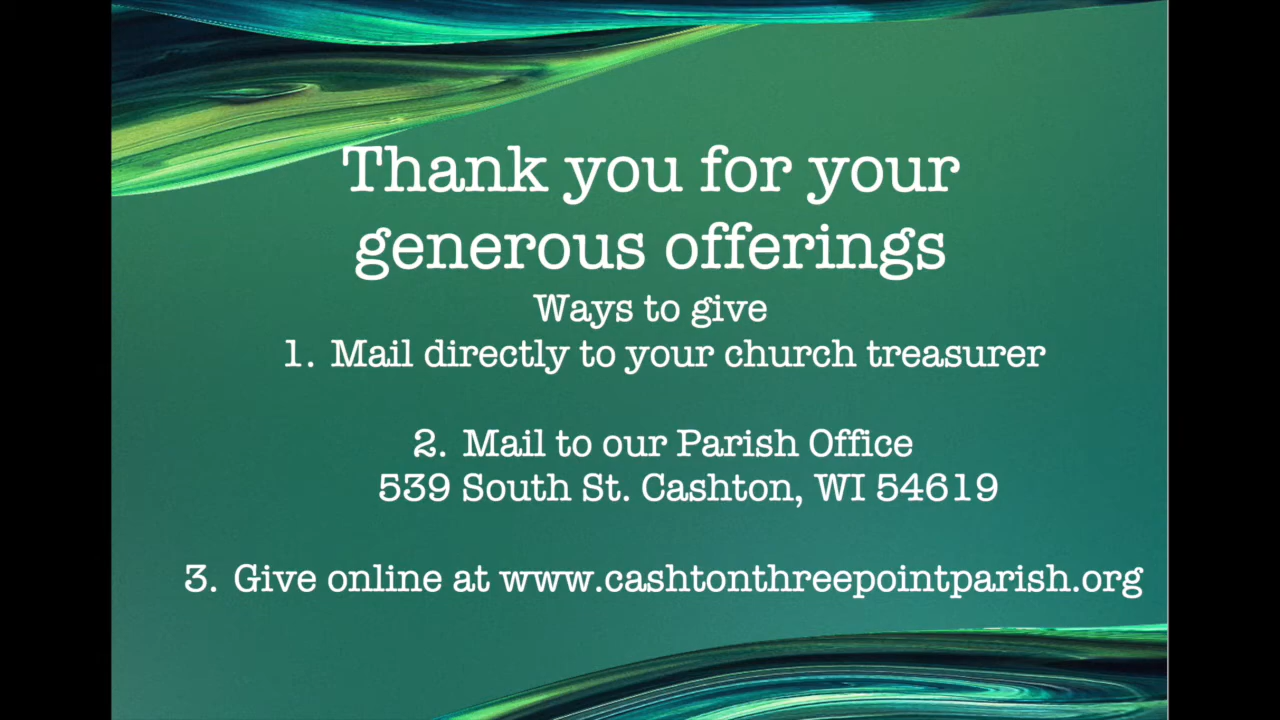 Thank you for your
generous offerings
Ways to give
1. Mail directly to your church treasurer
2. Mail to our Parish Office
539 South St. Cashton, WI 54619
3. Give online at www.cashtonthreepointparish.org